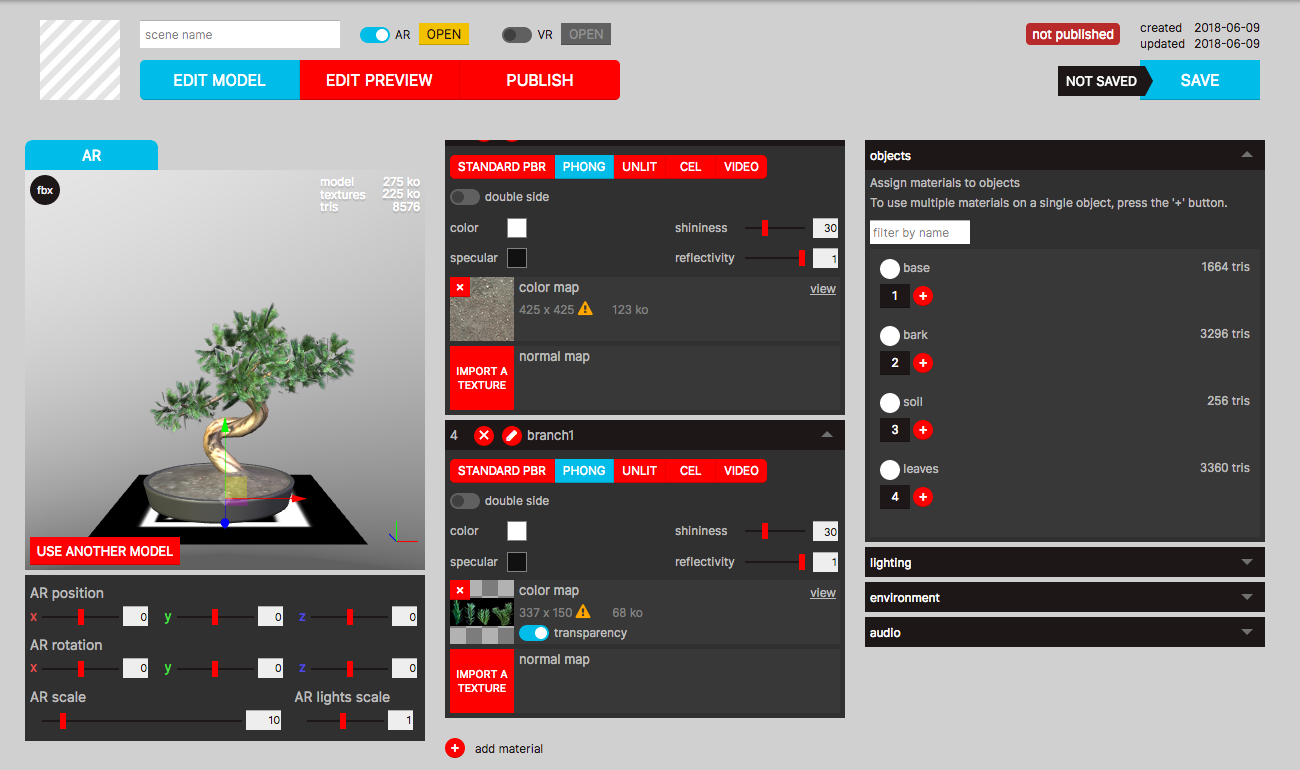 scene name
AR
OPEN
VR
OPEN
not published
created 2018-06-09
updated 2018-06-09
EDIT MODEL
EDIT PREVIEW
PUBLISH
NOT SAVED
SAVE
AR
fbx
model 275 ko
textures 225 ko
tris 8576
USE ANOTHER MODEL
AR position
x 0 y 0 z 0
AR rotation
x 0 y 0 z 0
AR scale AR lights scale
10 1
STANDARD PBR PHONG UNLIT CEL VIDEO
double side
color shininess 30
specular reflectivity 1
color map view
425 x 425 123 ko
normal map
IMPORT A
TEXTURE
4 branch1
STANDARD PBR PHONG UNLIT CEL VIDEO
double side
color shininess 30
specular reflectivity 1
color map view
337 x 150 68 ko
transparency
normal map
IMPORT A
TEXTURE
+ add material
objects
Assign materials to objects
To use multiple materials on a single object, press the '+' button.
filter by name
base 1664 tris
1 +
bark 3296 tris
2 +
soil 256 tris
3 +
leaves 3360 tris
4 +
lighting
environment
audio